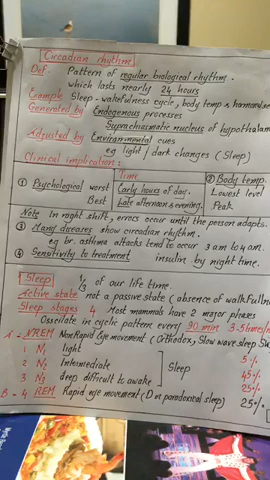 Circadian rhythm
Def. Pattern of regular biological rhythm.
which lasts nearly 24 hours
Example Sleep - wakefulness cycle, body temp &
Generated by Endogenous processes
Suprachiasmatic nucleus of
Adjusted by Environmental cues
eg light / dark changes (Sleep)
Clinical implication:
Time
② Body temp.
① Psychological worst Early hours of day. Lowest level
Best Late afternoon & evening. Peak.
Note In night shift, errors occur until the person adapts.
③ Many diseases show circadian rhythm.
eg br. asthma attacks tend to occur 3 am to 4 am.
④ Sensitivity to treatment insulin by night time.
Sleep 1/3 of our life time.
Active state not a passive state (absence of
Sleep stages 4 Most mammals have 2 major phases
Oscillate in cyclic pattern every 90 min
A - NREM Non Rapid Eye movement (Orthodox, Slow wave sleep
1 N1 light 5%
2 N2 Intermediate Sleep 45%
3 N3 deep difficult to awake 25%
B - 4 REM Rapid eye movement (D or paradoxical sleep) 25%